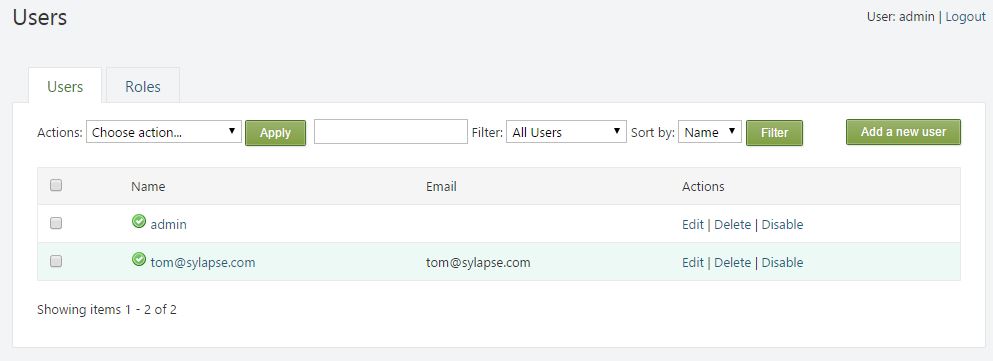 Users
User: admin | Logout
Users Roles
Actions: Choose action... Apply Filter: All Users Sort by: Name Filter Add a new user
Name Email Actions
admin Edit | Delete | Disable
tom@sylapse.com tom@sylapse.com Edit | Delete | Disable
Showing items 1 - 2 of 2